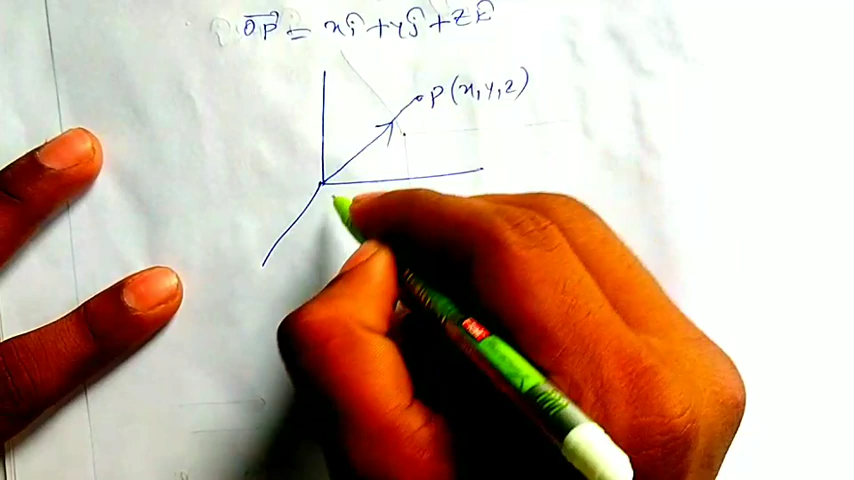 OP⃗ = xî + yĵ + zk̂
P(x, y, z)